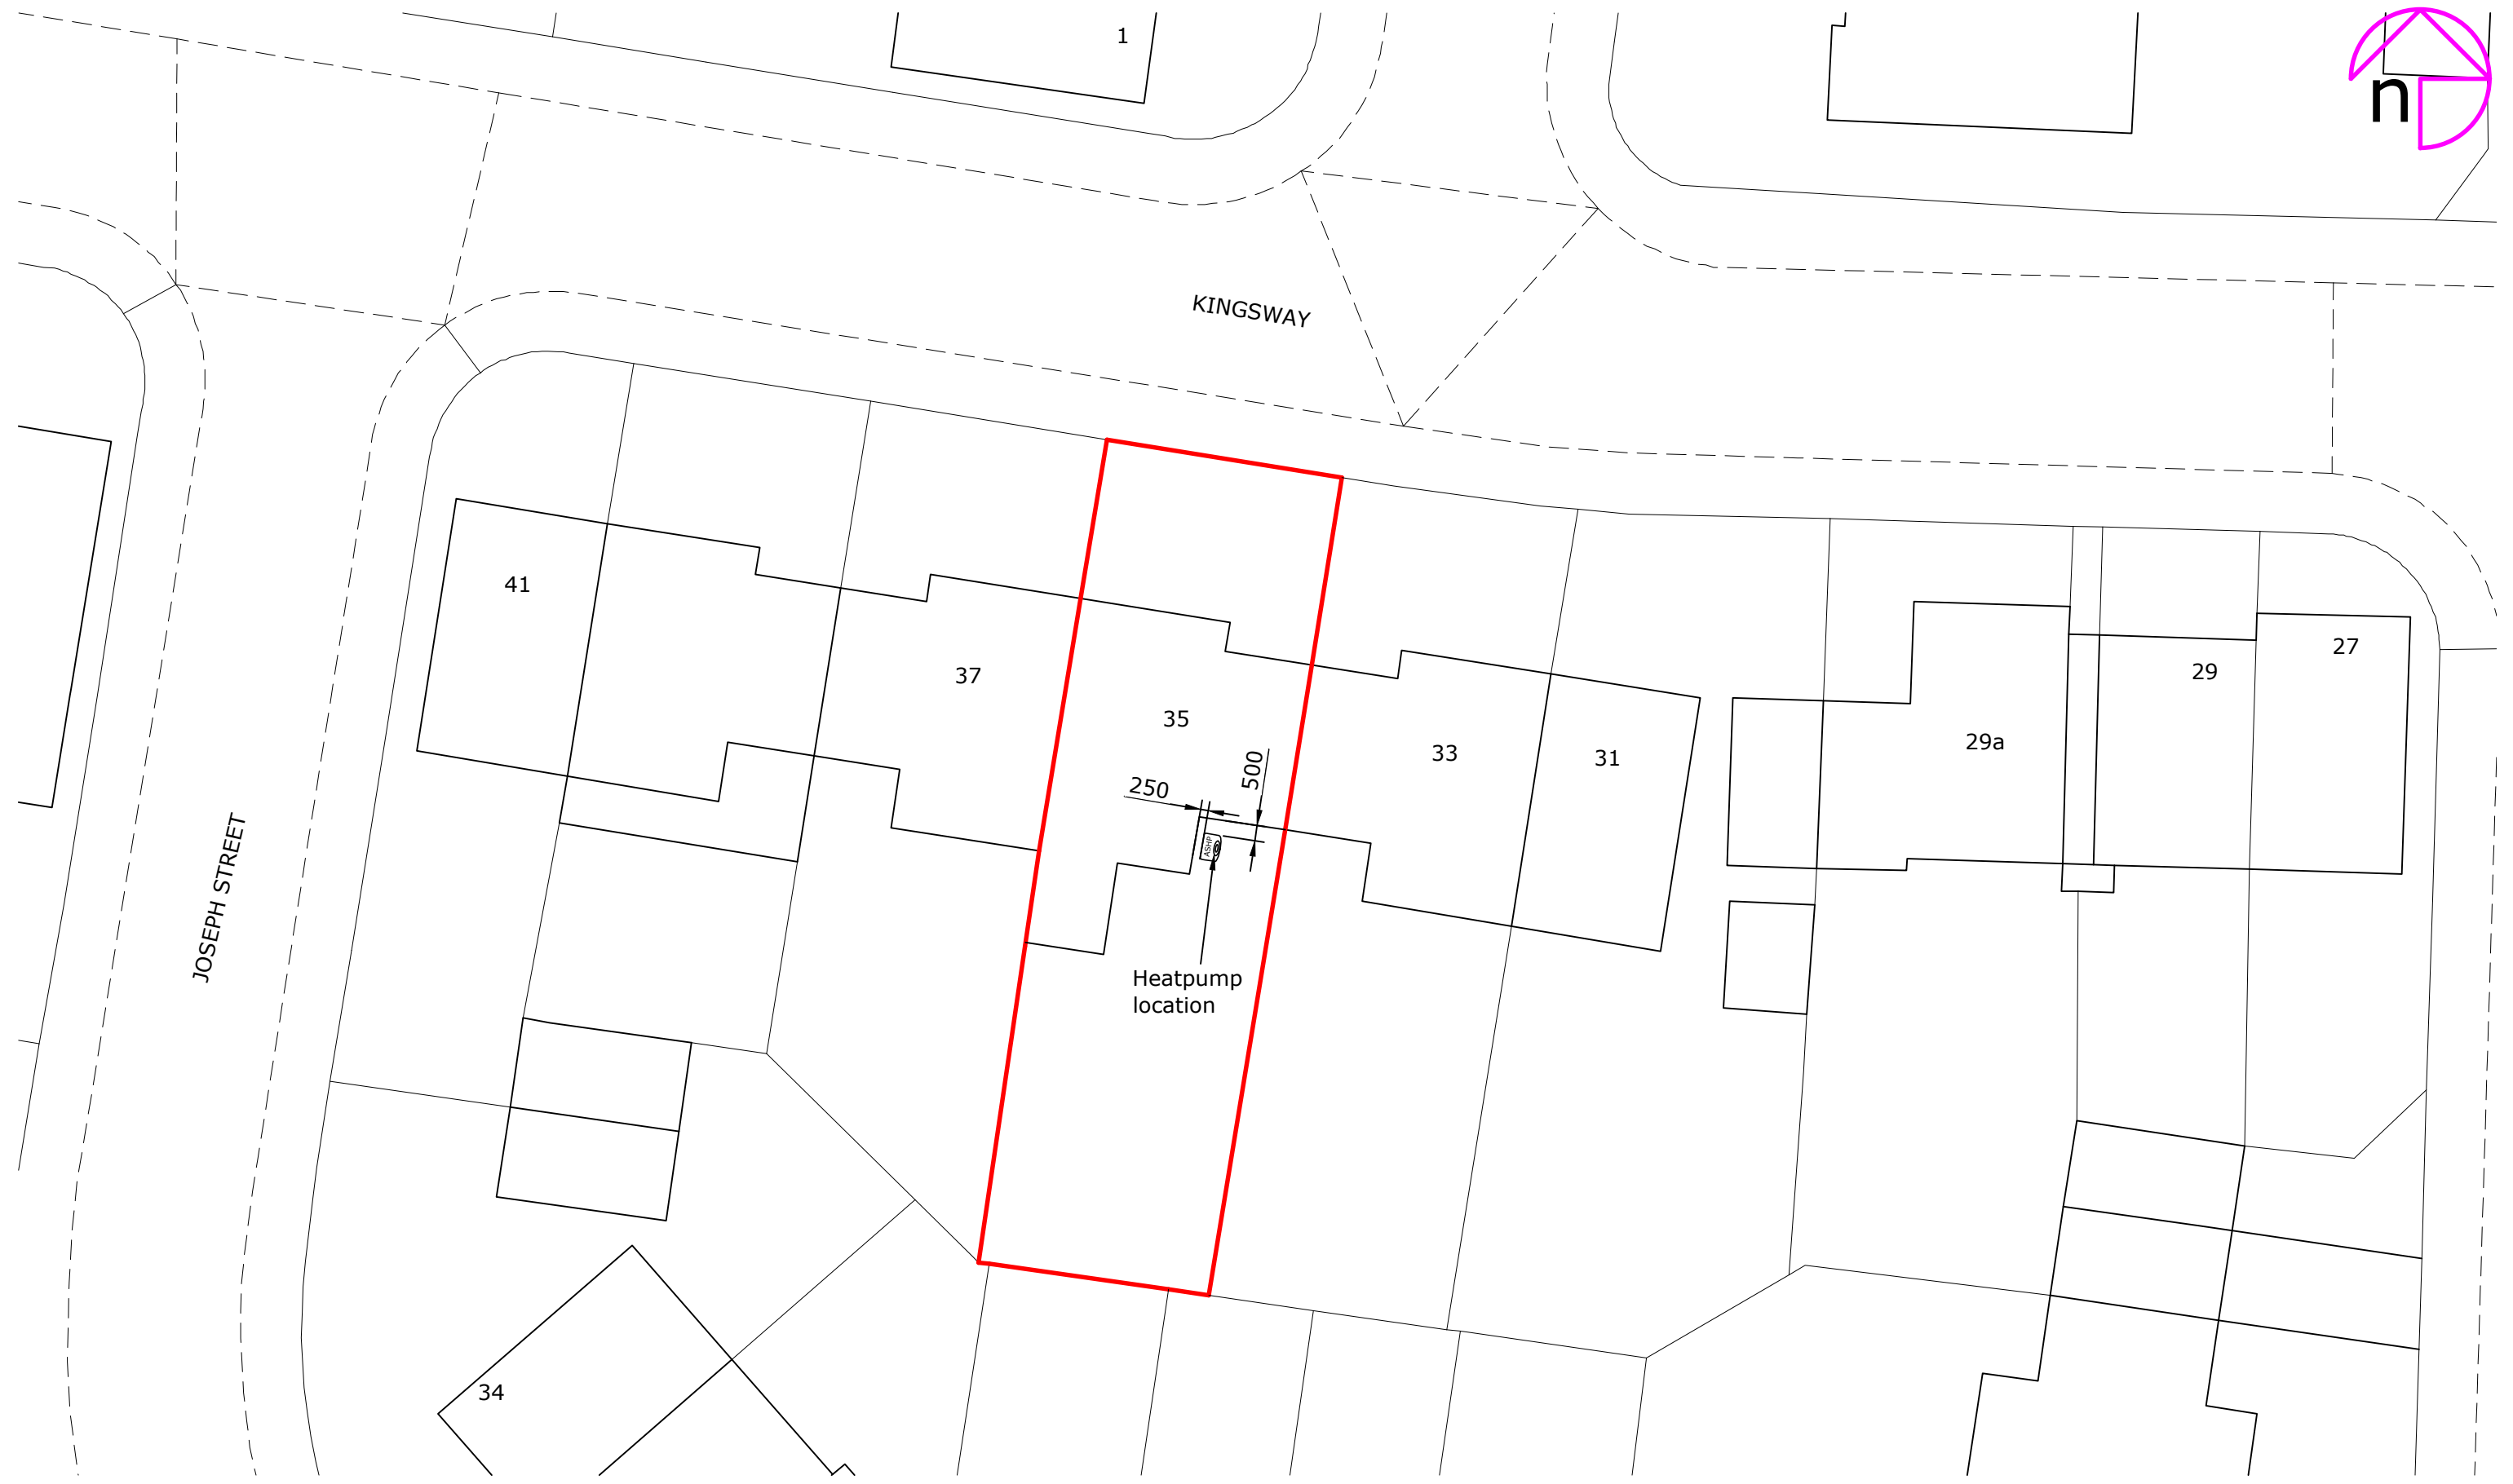 1
n
KINGSWAY
41
37
35
33
31
29a
29
27
250
500
ASHP
Heatpump
location
JOSEPH STREET
34